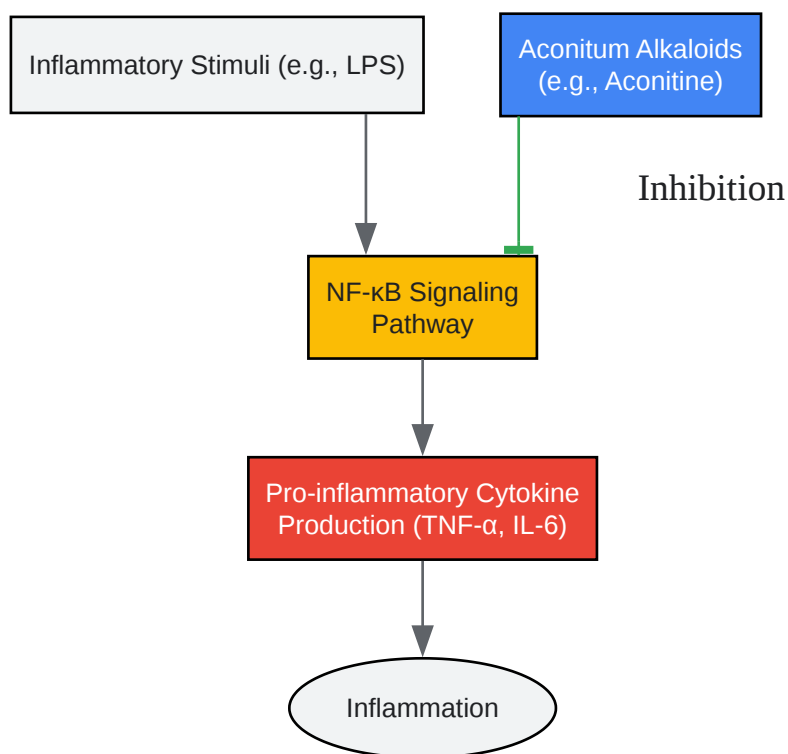 Inflammatory Stimuli (e.g., LPS)
Aconitum Alkaloids
(e.g., Aconitine)
Inhibition
NF-κB Signaling
Pathway
Pro-inflammatory Cytokine
Production (TNF-α, IL-6)
Inflammation